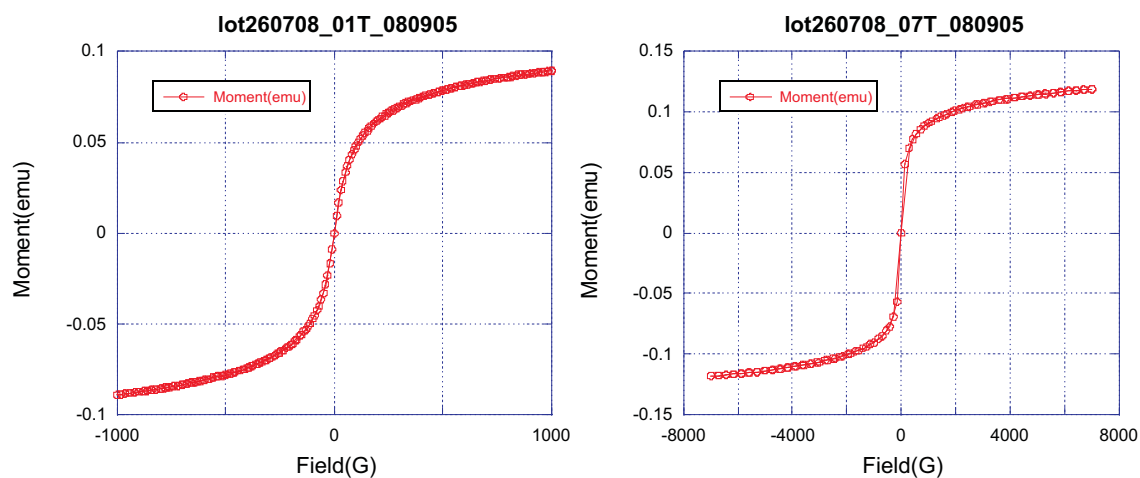 lot260708_01T_080905
0.1
0.05
0
-0.05
-0.1
Moment(emu)
Moment(emu)
-1000
0
1000
Field(G)
lot260708_07T_080905
0.15
0.1
0.05
0
-0.05
-0.1
-0.15
Moment(emu)
Moment(emu)
-8000
-4000
0
4000
8000
Field(G)